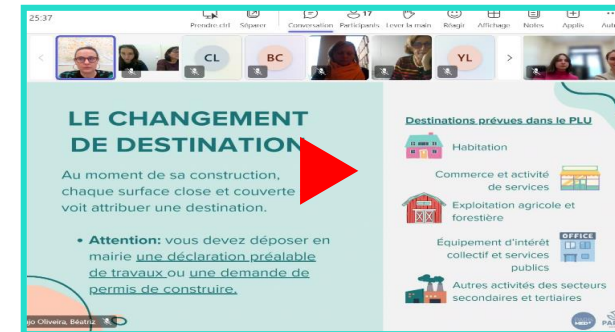 25:37
Prendre ctrl Séparer Conversation Participants Lever la main Réagir Affichage Notes Applis
17
CL BC YL
LE CHANGEMENT
DE DESTINATION
Au moment de sa construction,
chaque surface close et couverte
voit attribuer une destination.
• Attention: vous devez déposer en
mairie une déclaration préalable
de travaux ou une demande de
permis de construire.
Destinations prévues dans le PLU
Habitation
Commerce et activité
de services
Exploitation agricole et
forestière
OFFICE
Équipement d'intérêt
collectif et services
publics
Autres activités des secteurs
secondaires et tertiaires
Oliveira, Béatriz